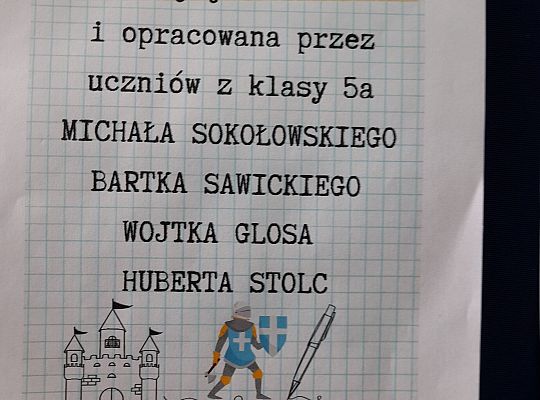 i opracowana przez
uczniów z klasy 5a
MICHAŁA SOKOŁOWSKIEGO
BARTKA SAWICKIEGO
WOJTKA GLOSA
HUBERTA STOLC